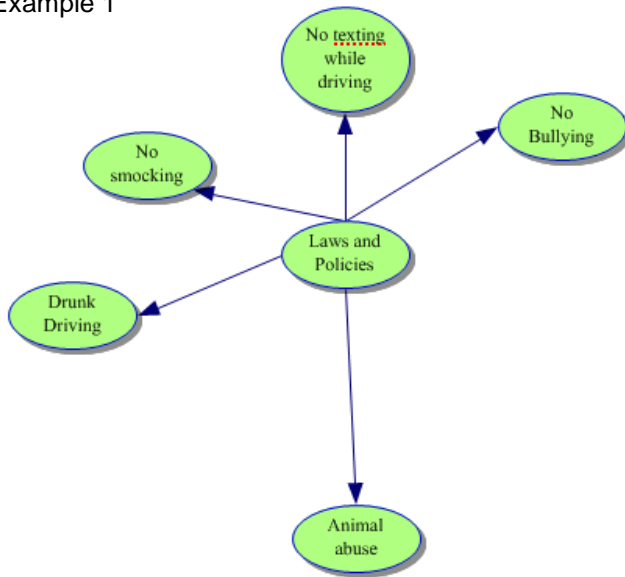 Example 1
No texting
while
driving
No
Bullying
No
smocking
Laws and
Policies
Drunk
Driving
Animal
abuse